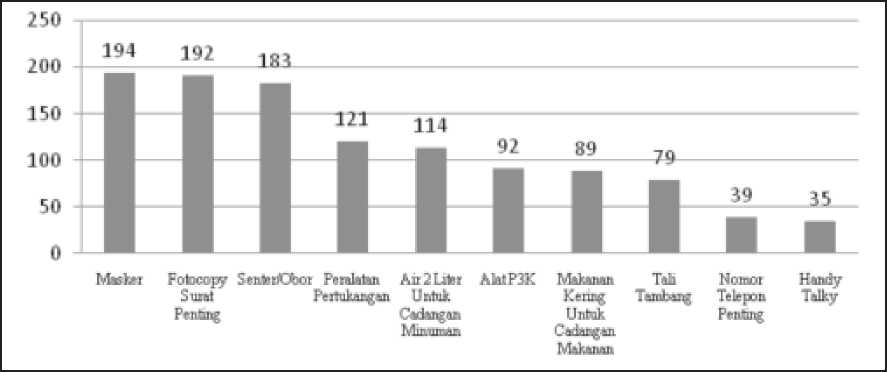 250
200
150
100
50
0
194
192
183
121
114
92
89
79
39
35
Masker
Fotocopy
Surat
Penting
Senter/Obor
Peralatan
Pertukangan
Air 2 Liter
Untuk
Cadangan
Minuman
Alat P3K
Makanan
Kering
Untuk
Cadangan
Makanan
Tali
Tambang
Nomor
Telepon
Penting
Handy
Talky